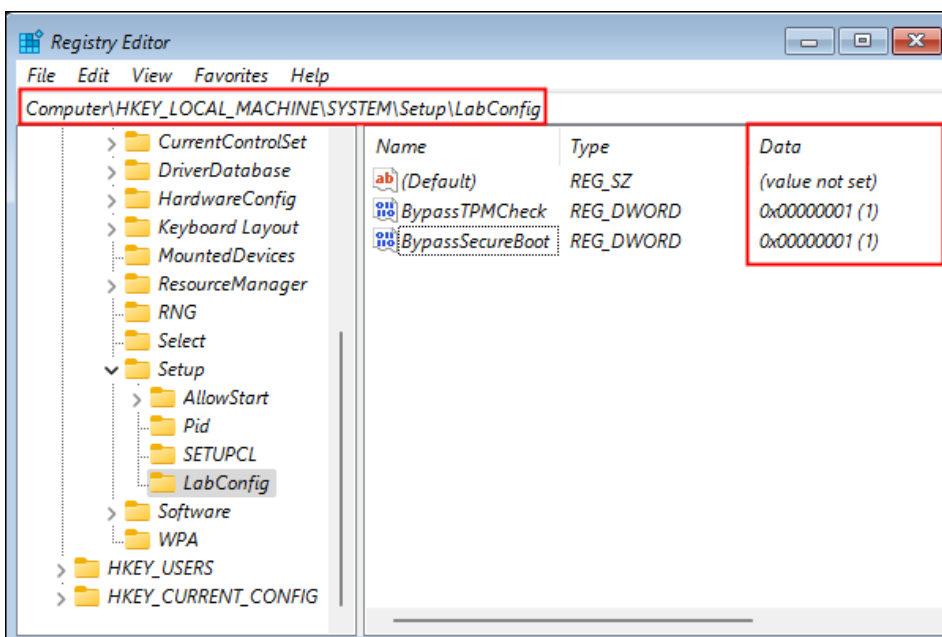 Registry Editor
File Edit View Favorites Help
Computer\HKEY_LOCAL_MACHINE\SYSTEM\Setup\LabConfig
CurrentControlSet
DriverDatabase
HardwareConfig
Keyboard Layout
MountedDevices
ResourceManager
RNG
Select
Setup
AllowStart
Pid
SETUPCL
LabConfig
Software
WPA
HKEY_USERS
HKEY_CURRENT_CONFIG
Name Type Data
ab (Default) REG_SZ (value not set)
BypassTPMCheck REG_DWORD 0x00000001 (1)
BypassSecureBoot REG_DWORD 0x00000001 (1)